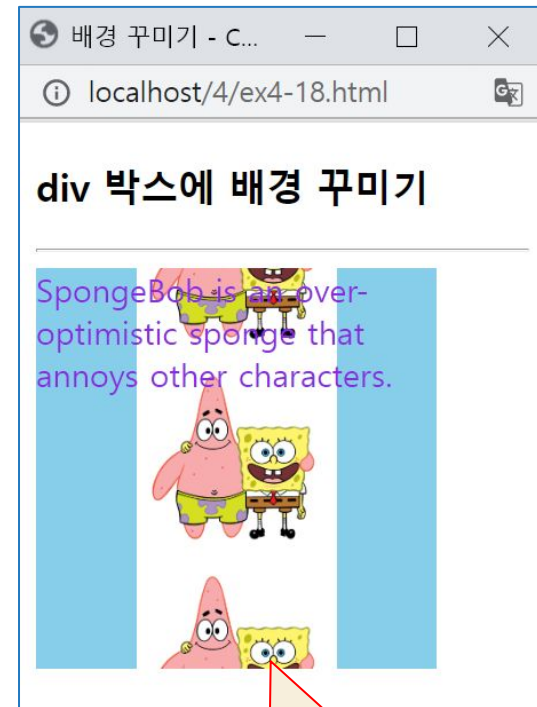 배경 꾸미기 - C...
localhost/4/ex4-18.html
div 박스에 배경 꾸미기
SpongeBob is an over-
optimistic sponge that
annoys other characters.